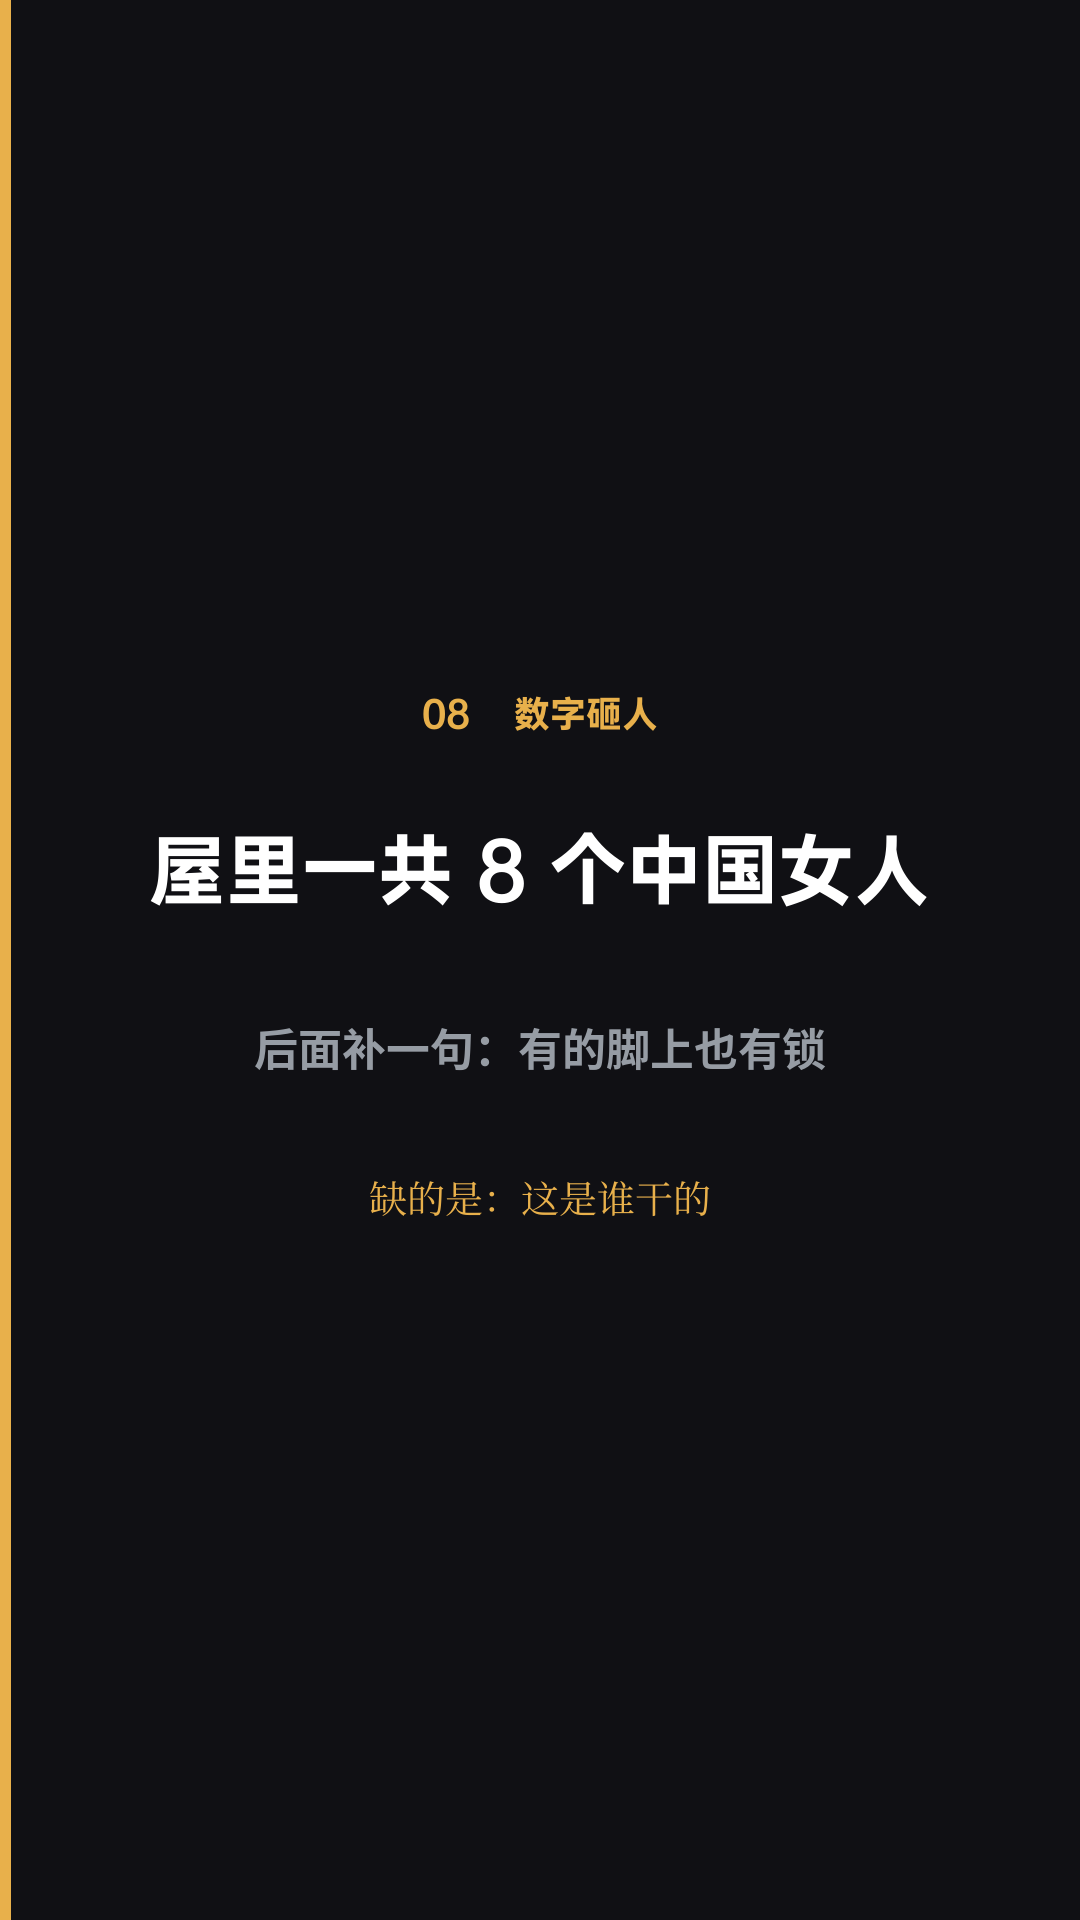 08 数字砸人
屋里一共 8 个中国女人
后面补一句：有的脚上也有锁
缺的是：这是谁干的